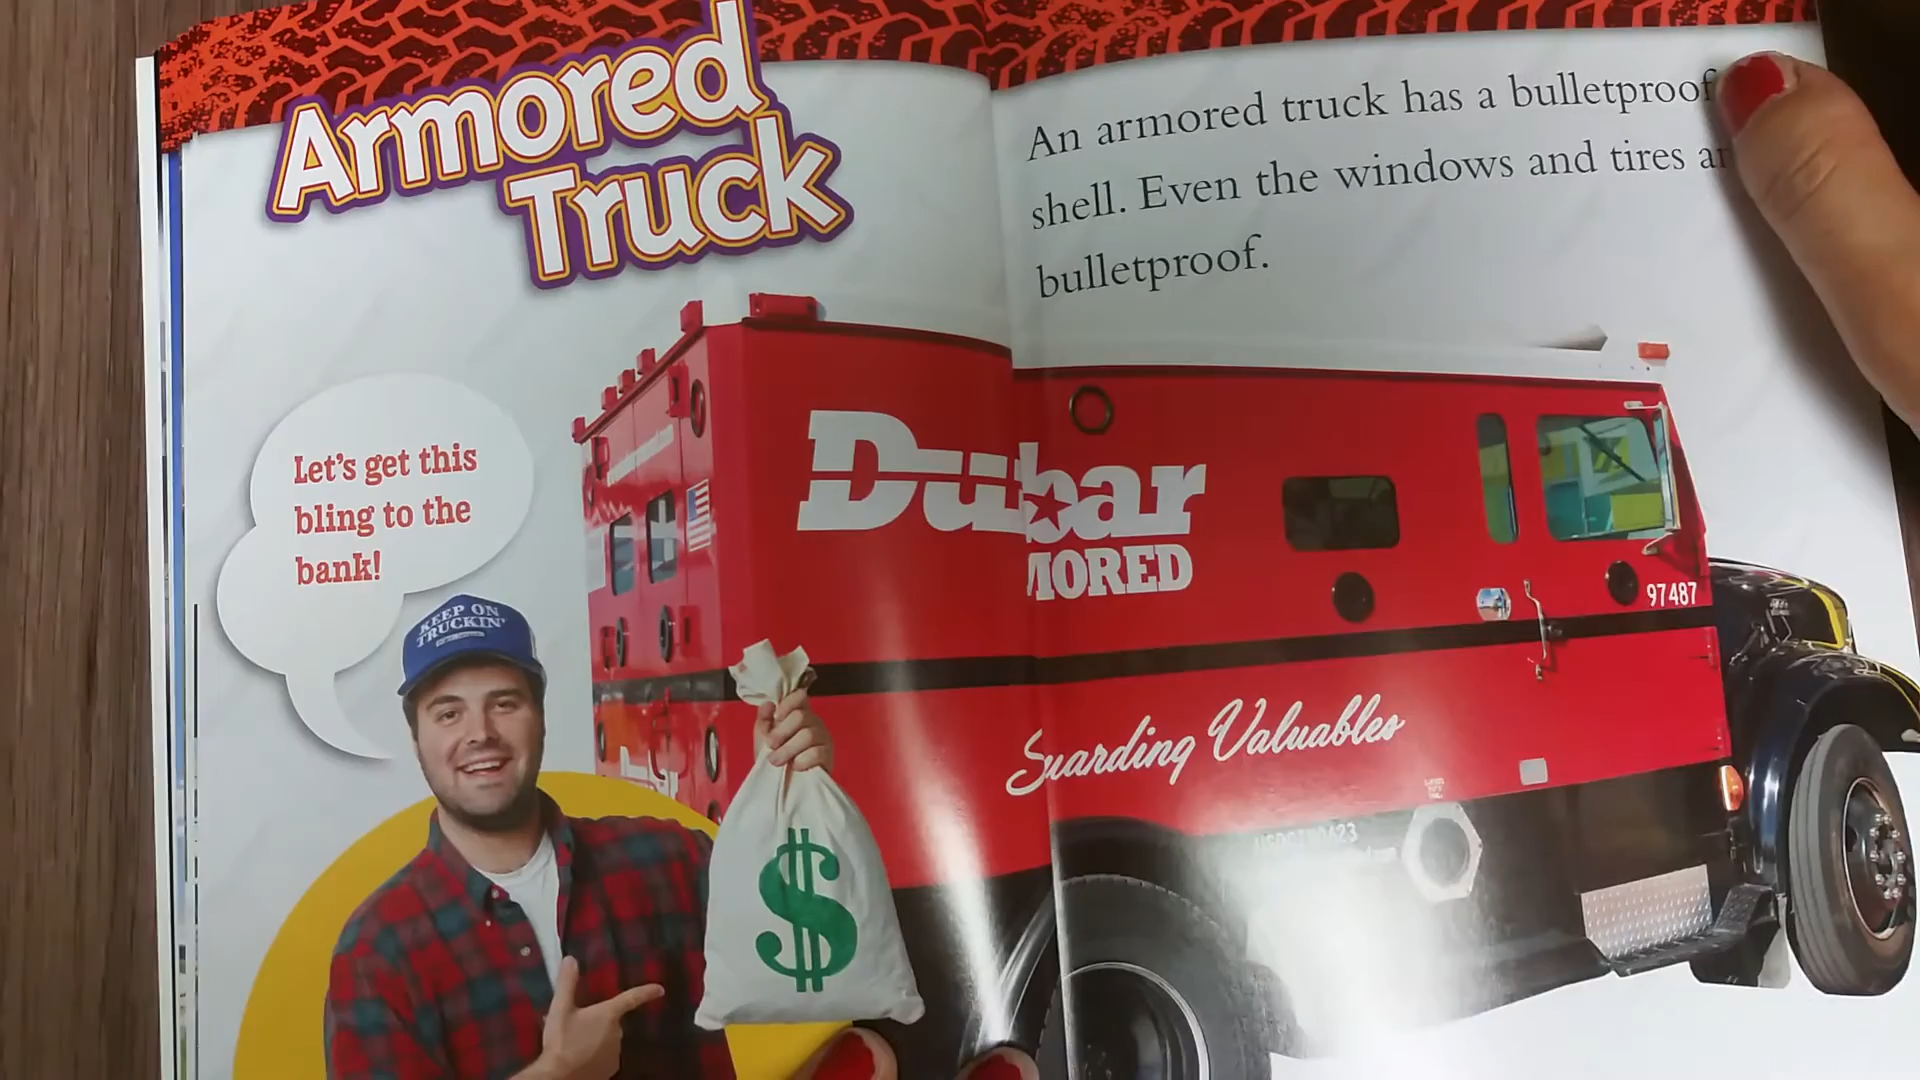 Armored
Truck
An armored truck has a bulletproof
shell. Even the windows and tires
bulletproof.
Let's get this
bling to the
bank!
KEEP ON
TRUCKIN'
Dubar
MORED
97487
Guarding Valuables
$